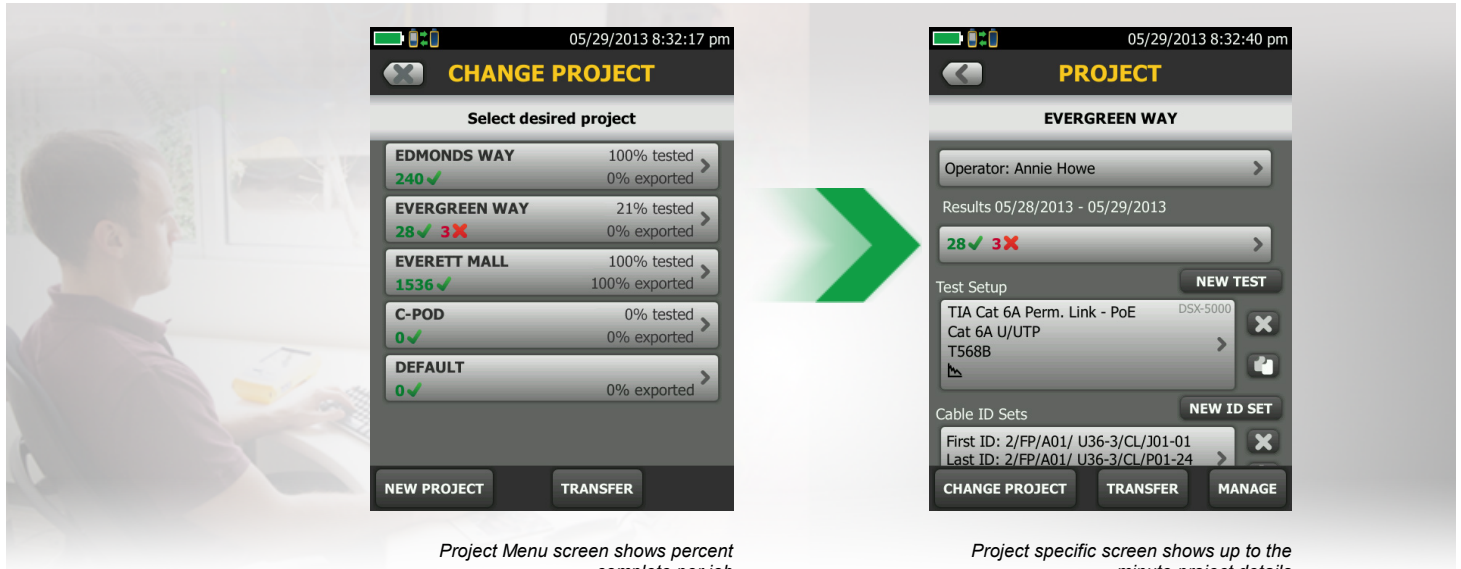 05/29/2013 8:32:17 pm
CHANGE PROJECT
Select desired project
EDMONDS WAY 100% tested
240 0% exported
EVERGREEN WAY 21% tested
28 3 0% exported
EVERETT MALL 100% tested
1536 100% exported
C-POD 0% tested
0 0% exported
DEFAULT
0 0% exported
NEW PROJECT TRANSFER
Project Menu screen shows percent
complete per job
05/29/2013 8:32:40 pm
PROJECT
EVERGREEN WAY
Operator: Annie Howe
Results 05/28/2013 - 05/29/2013
28 3
Test Setup NEW TEST
TIA Cat 6A Perm. Link - PoE DSX-5000
Cat 6A U/UTP
T568B
Cable ID Sets NEW ID SET
First ID: 2/FP/A01/ U36-3/CL/J01-01
Last ID: 2/FP/A01/ U36-3/CL/P01-24
CHANGE PROJECT TRANSFER MANAGE
Project specific screen shows up to the
minute project details